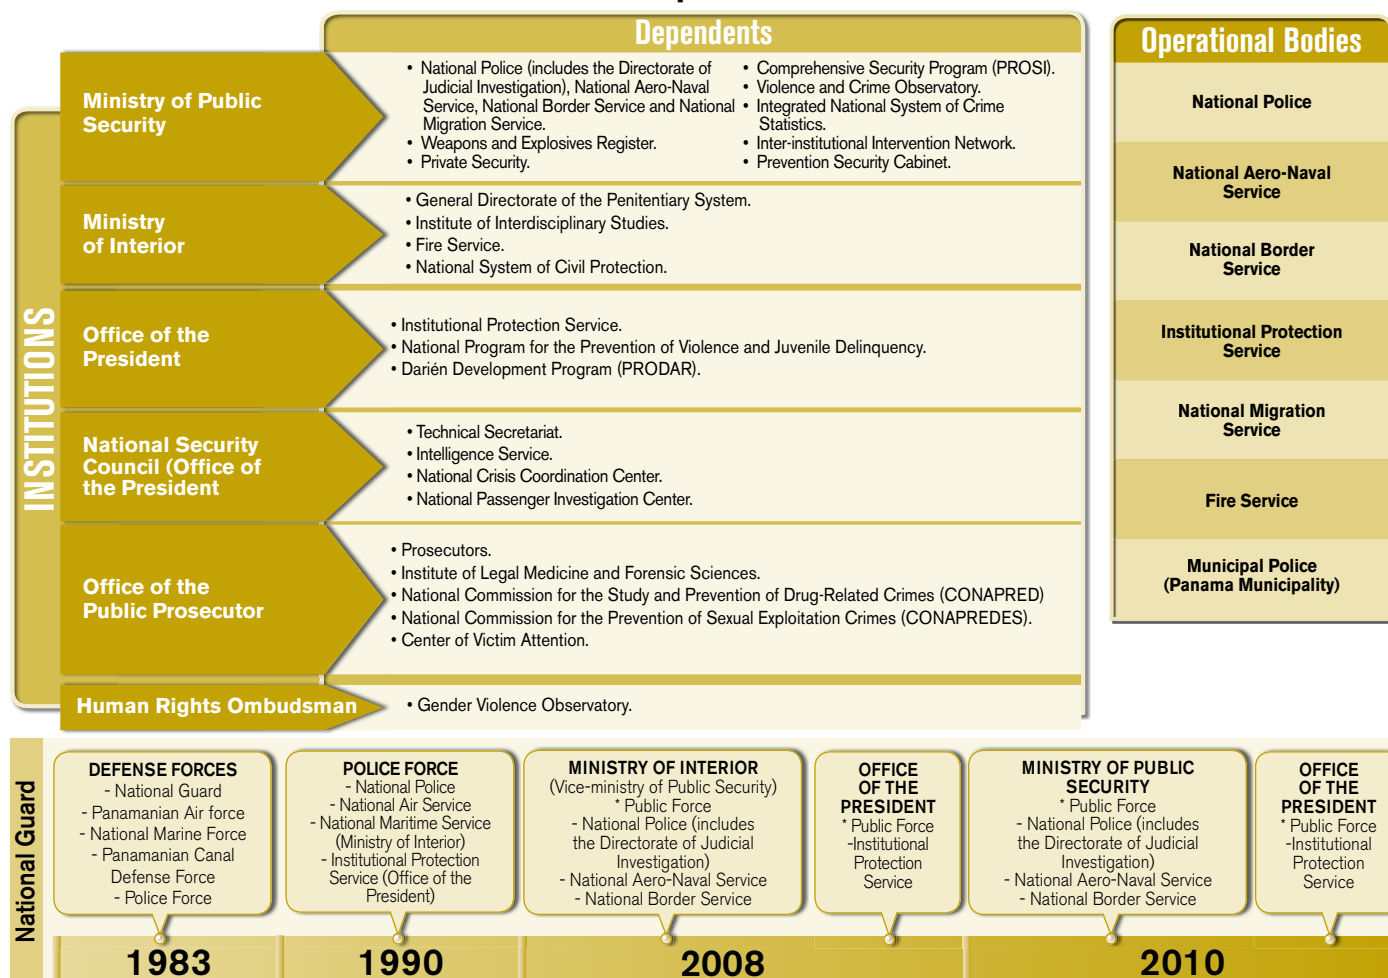 Dependents
Operational Bodies
INSTITUTIONS
Ministry of Public
Security
• National Police (includes the Directorate of
Judicial Investigation), National Aero-Naval
Service, National Border Service and National
Migration Service.
• Weapons and Explosives Register.
• Private Security.
• Comprehensive Security Program (PROSI).
• Violence and Crime Observatory.
• Integrated National System of Crime
Statistics.
• Inter-institutional Intervention Network.
• Prevention Security Cabinet.
Ministry
of Interior
• General Directorate of the Penitentiary System.
• Institute of Interdisciplinary Studies.
• Fire Service.
• National System of Civil Protection.
Office of the
President
• Institutional Protection Service.
• National Program for the Prevention of Violence and Juvenile Delinquency.
• Darién Development Program (PRODAR).
National Security
Council (Office of
the President
• Technical Secretariat.
• Intelligence Service.
• National Crisis Coordination Center.
• National Passenger Investigation Center.
Office of the
Public Prosecutor
• Prosecutors.
• Institute of Legal Medicine and Forensic Sciences.
• National Commission for the Study and Prevention of Drug-Related Crimes (CONAPRED)
• National Commission for the Prevention of Sexual Exploitation Crimes (CONAPREDES).
• Center of Victim Attention.
Human Rights Ombudsman
• Gender Violence Observatory.
National Police
National Aero-Naval
Service
National Border
Service
Institutional Protection
Service
National Migration
Service
Fire Service
Municipal Police
(Panama Municipality)
National Guard
DEFENSE FORCES
- National Guard
- Panamanian Air force
- National Marine Force
- Panamanian Canal
Defense Force
- Police Force
1983
POLICE FORCE
- National Police
- National Air Service
- National Maritime Service
(Ministry of Interior)
- Institutional Protection
Service (Office of the
President)
1990
MINISTRY OF INTERIOR
(Vice-ministry of Public Security)
* Public Force
- National Police (includes
the Directorate of Judicial
Investigation)
- National Aero-Naval Service
- National Border Service
OFFICE
OF THE
PRESIDENT
* Public Force
-Institutional
Protection
Service
2008
MINISTRY OF PUBLIC
SECURITY
* Public Force
- National Police (includes
the Directorate of Judicial
Investigation)
- National Aero-Naval Service
- National Border Service
OFFICE
OF THE
PRESIDENT
* Public Force
-Institutional
Protection
Service
2010